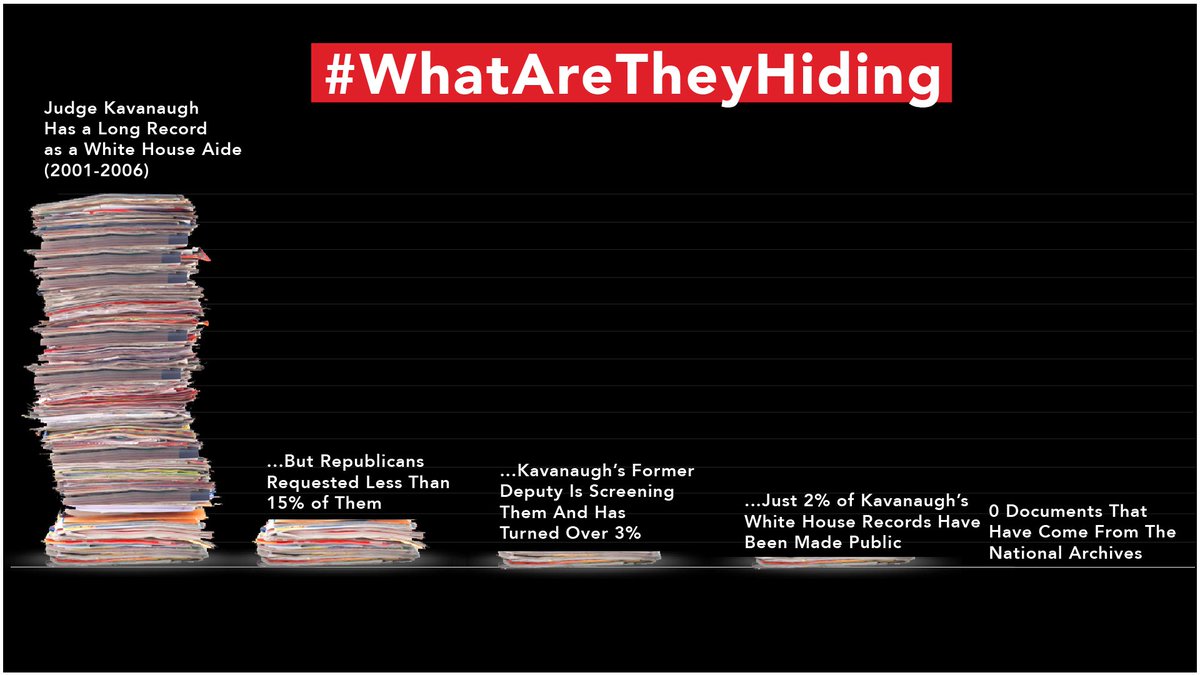 #WhatAreTheyHiding
Judge Kavanaugh
Has a Long Record
as a White House Aide
(2001-2006)
...But Republicans
Requested Less Than
15% of Them
...Kavanaugh's Former
Deputy Is Screening
Them And Has
Turned Over 3%
...Just 2% of Kavanaugh's
White House Records Have
Been Made Public
0 Documents That
Have Come From The
National Archives